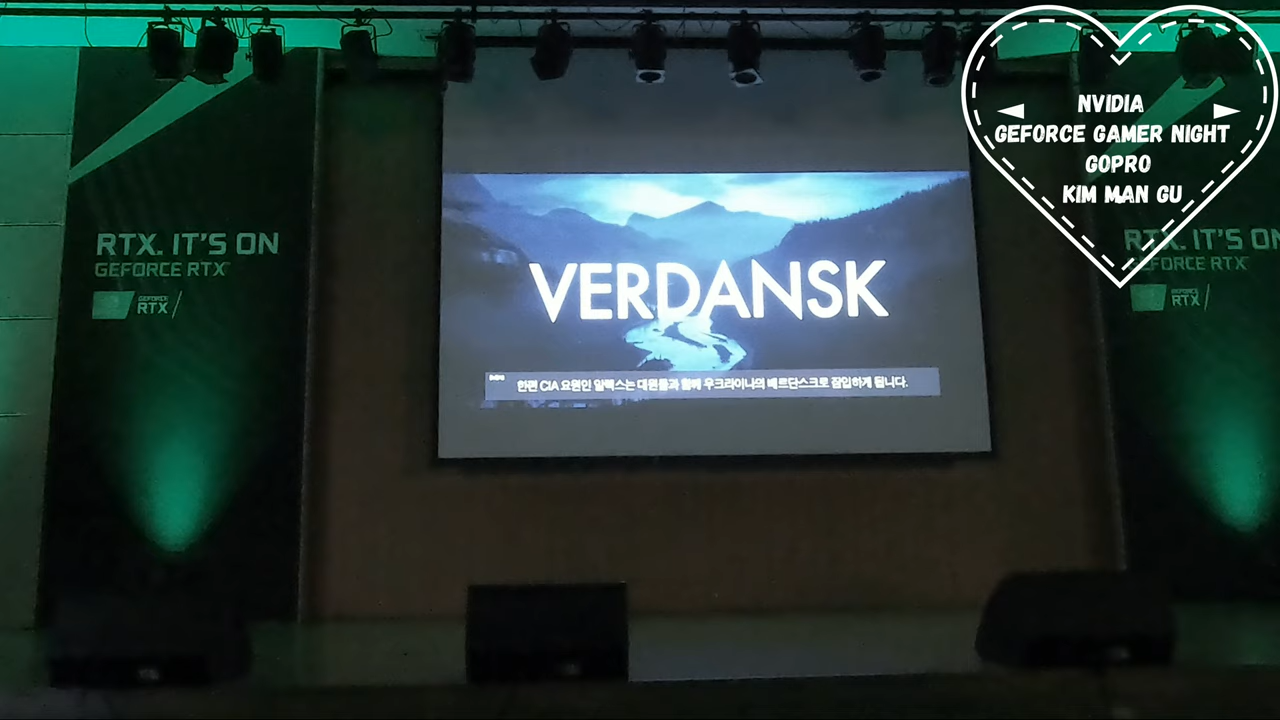 RTX. IT'S ON
GEFORCE RTX
GEFORCE
RTX
VERDANSK
한편 CIA 요원인 알렉스는 대원들과 함께 우크라이나의 베르단스크로 잠입하게 됩니다.
NVIDIA
GEFORCE GAMER NIGHT
GOPRO
KIM MAN GU
RTX. IT'S ON
GEFORCE RTX
GEFORCE
RTX